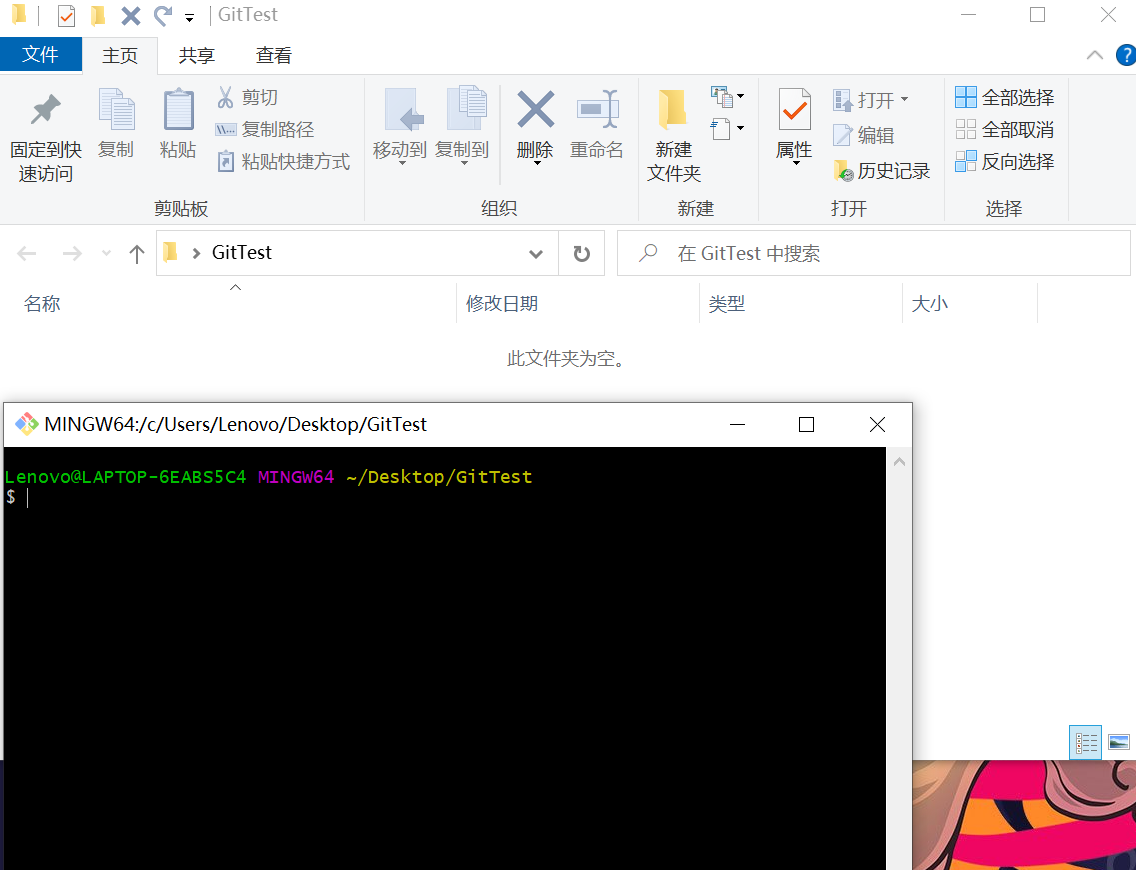 GitTest
文件 主页 共享 查看
固定到快速访问
复制
粘贴
剪切
复制路径
粘贴快捷方式
剪贴板
移动到 复制到 删除 重命名
组织
新建
文件夹
新建
属性
打开
编辑
历史记录
打开
全部选择
全部取消
反向选择
选择
GitTest
在 GitTest 中搜索
名称 修改日期 类型 大小
此文件夹为空。
MINGW64:/c/Users/Lenovo/Desktop/GitTest
Lenovo@LAPTOP-6EABS5C4 MINGW64 ~/Desktop/GitTest
$